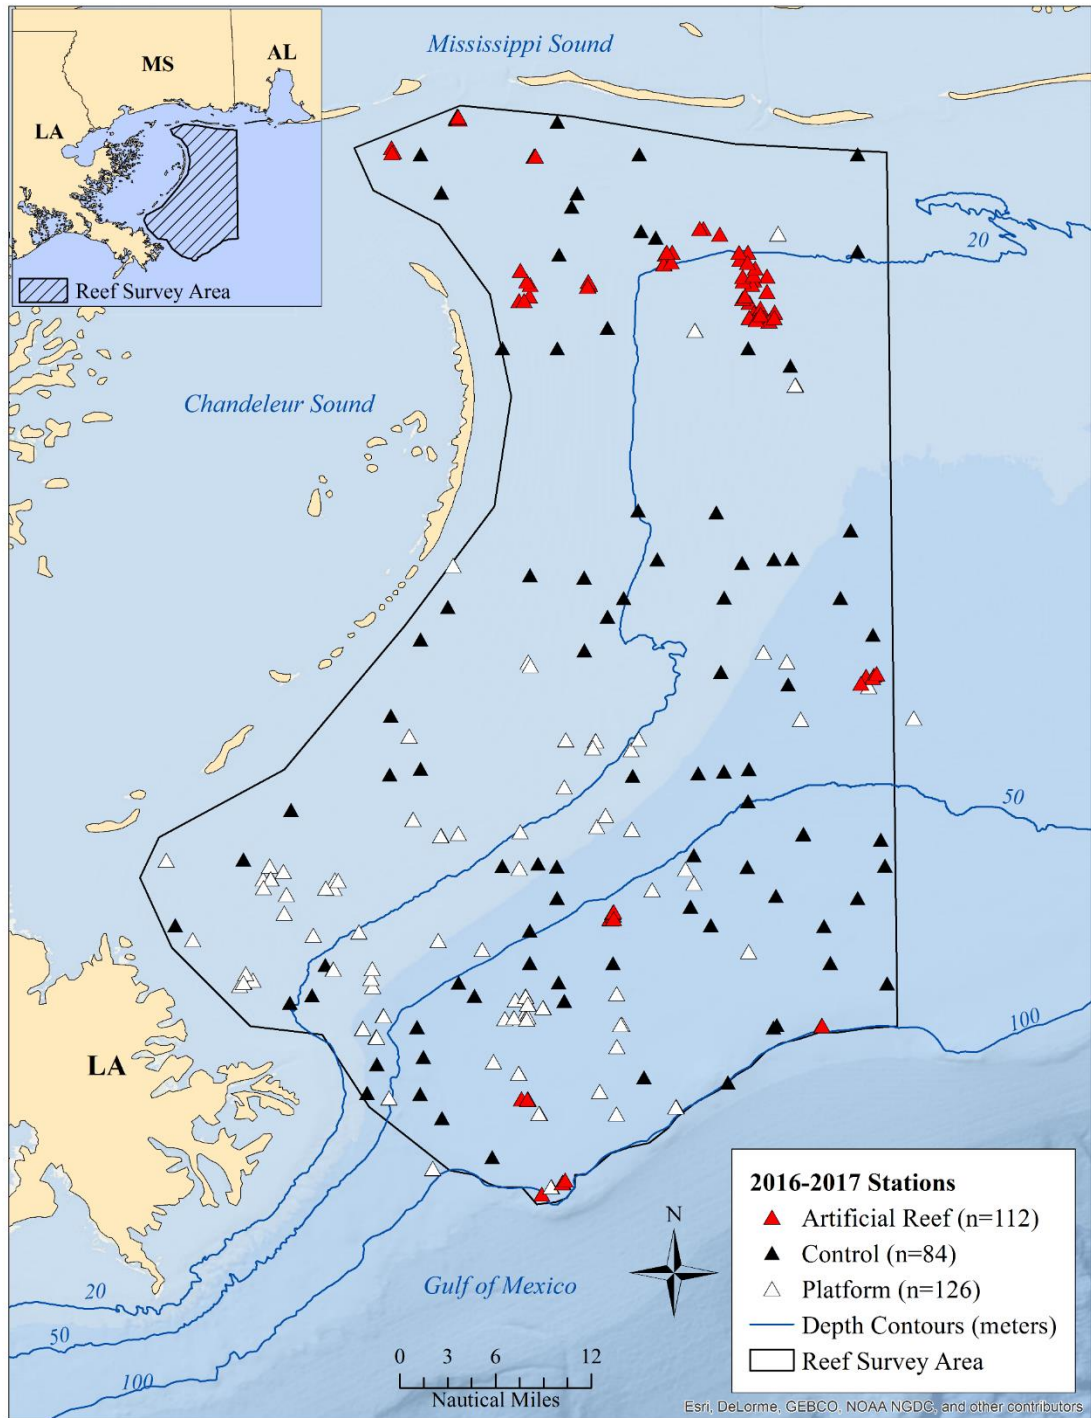 MS
AL
LA
Reef Survey Area
Mississippi Sound
20
Chandeleur Sound
50
100
LA
20
50
100
Gulf of Mexico
N
0 3 6 12
Nautical Miles
2016-2017 Stations
Artificial Reef (n=112)
Control (n=84)
Platform (n=126)
Depth Contours (meters)
Reef Survey Area
Esri, DeLorme, GEBCO, NOAA NGDC, and other contributors